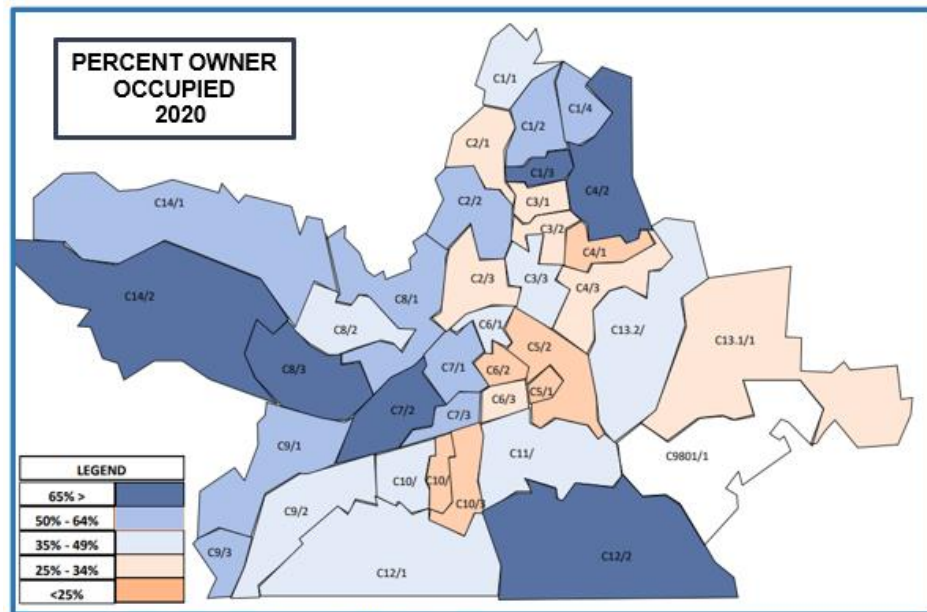 PERCENT OWNER
OCCUPIED
2020
C1/1
C1/2
C1/4
C2/1
C1/3
C4/2
C14/1
C3/1
C2/2
C3/2
C4/1
C2/3
C3/3
C4/3
C14/2
C8/1
C8/2
C6/1
C13.2/
C13.1/1
C5/2
C8/3
C7/1
C6/2
C5/1
C6/3
C7/2
C7/3
C9/1
C11/
C9801/1
C10/
C10/
C10/3
C9/2
C9/3
C12/1
C12/2
LEGEND
65% >
50% - 64%
35% - 49%
25% - 34%
<25%